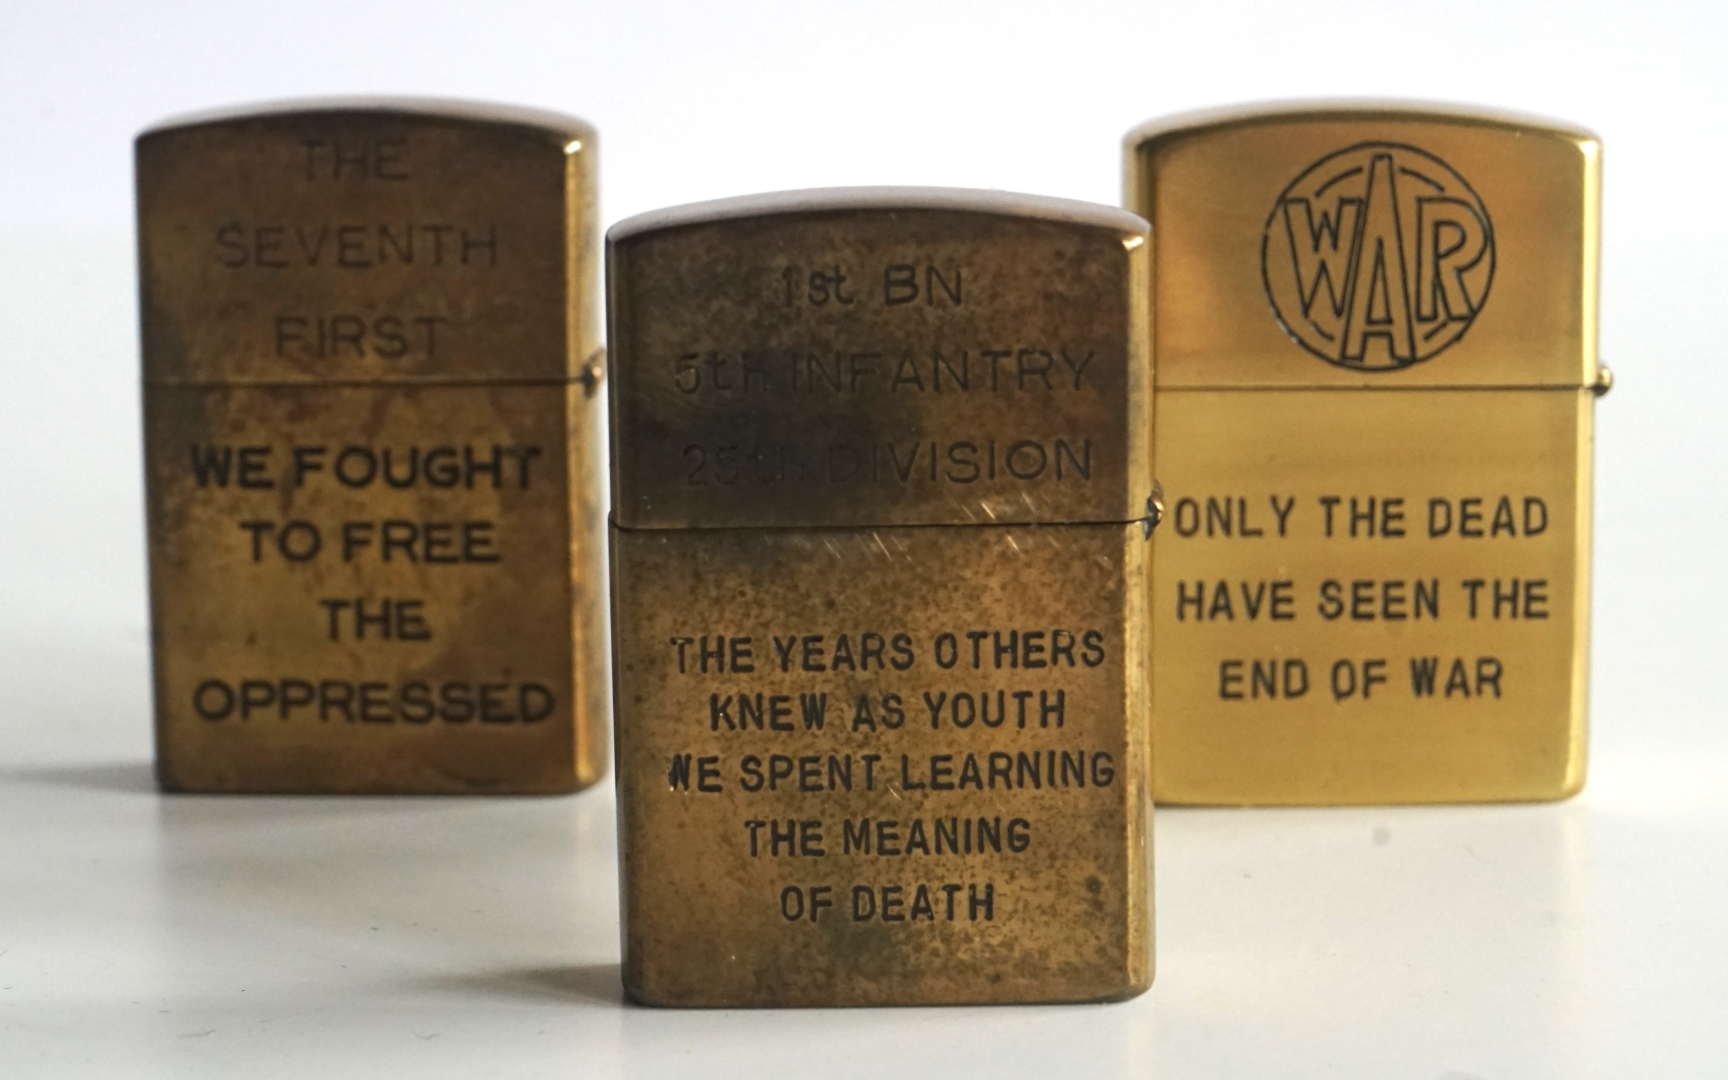 THE
SEVENTH
FIRST
WE FOUGHT
TO FREE
THE
OPPRESSED
1st BN
5th INFANTRY
25th DIVISION
THE YEARS OTHERS
KNEW AS YOUTH
WE SPENT LEARNING
THE MEANING
OF DEATH
WAR
ONLY THE DEAD
HAVE SEEN THE
END OF WAR